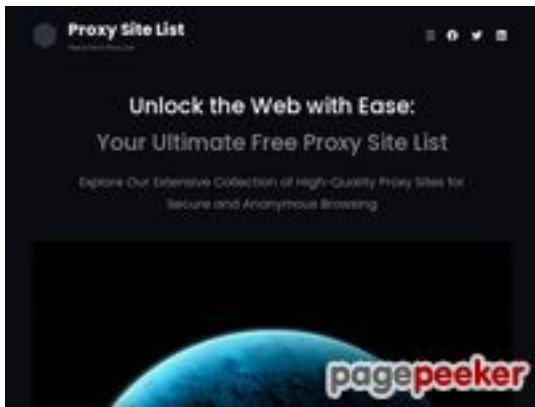 Proxy Site List
Unlock the Web with Ease:
Your Ultimate Free Proxy Site List
Explore Our Extensive Collection of High-Quality Proxy Sites for
Secure and Anonymous Browsing
pagepeeker